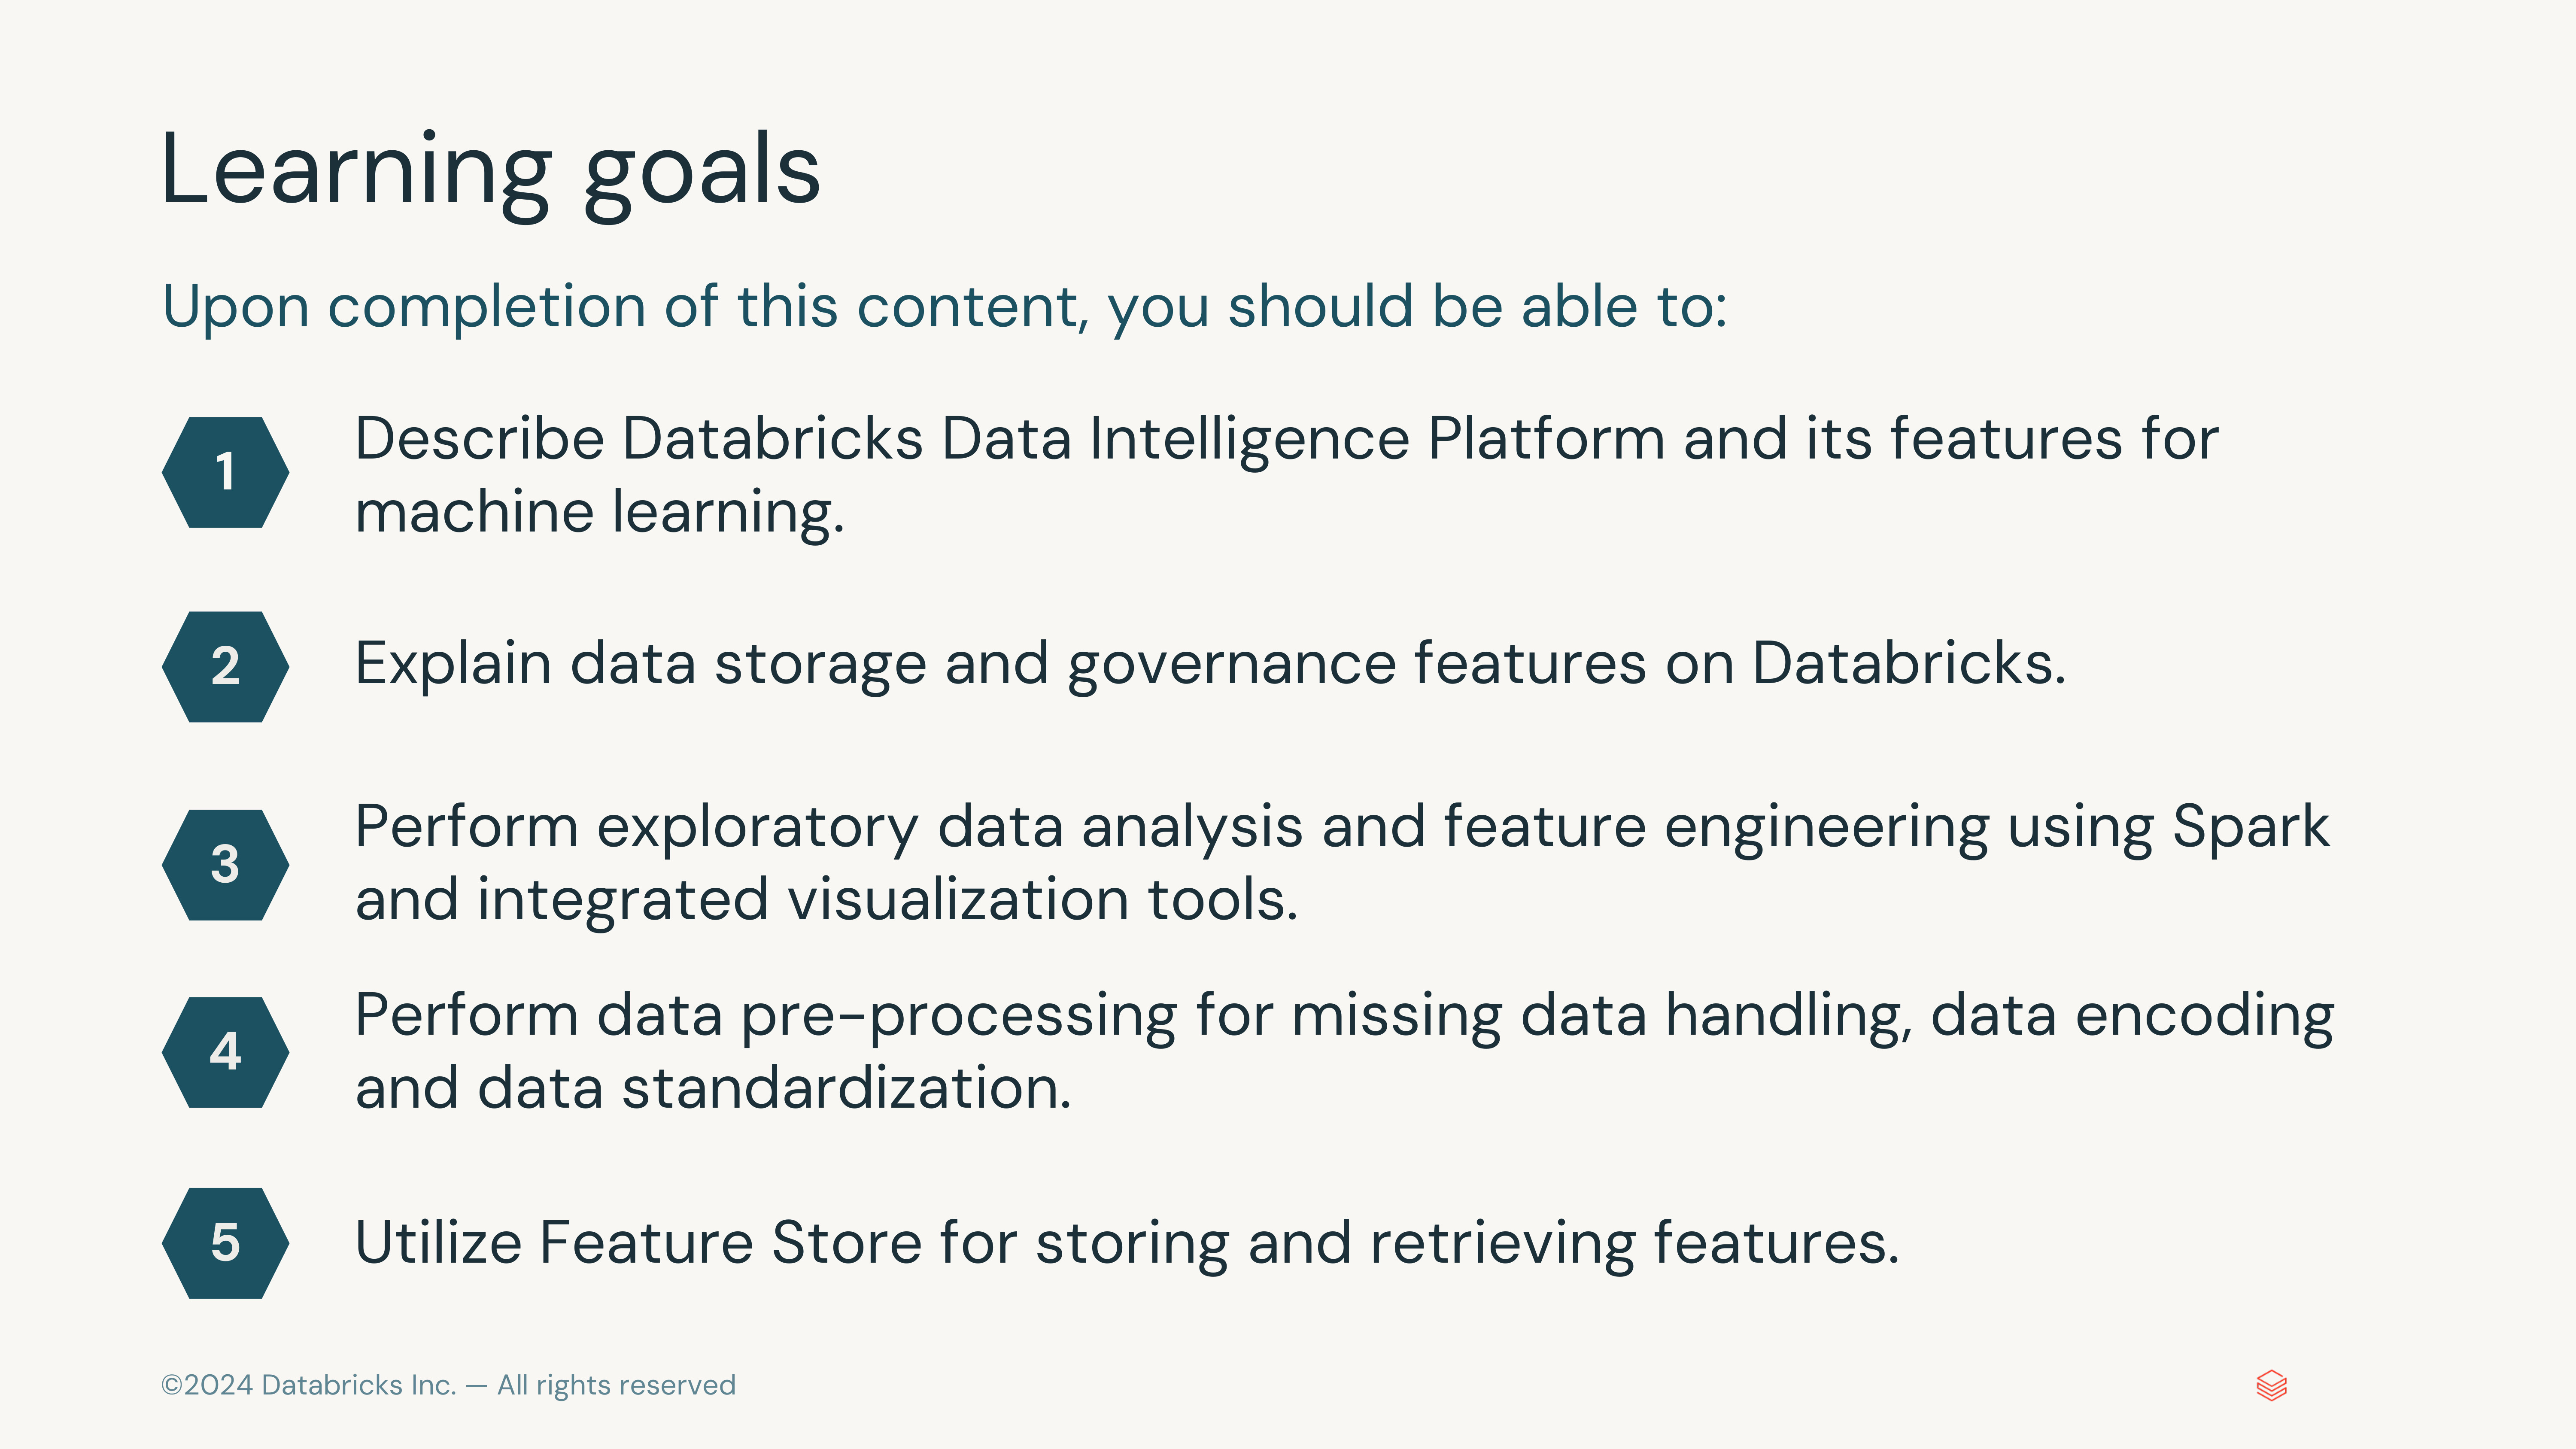 Learning goals
Upon completion of this content, you should be able to:
1
Describe Databricks Data Intelligence Platform and its features for
machine learning.
2
Explain data storage and governance features on Databricks.
3
Perform exploratory data analysis and feature engineering using Spark
and integrated visualization tools.
4
Perform data pre-processing for missing data handling, data encoding
and data standardization.
5
Utilize Feature Store for storing and retrieving features.
©2024 Databricks Inc. — All rights reserved